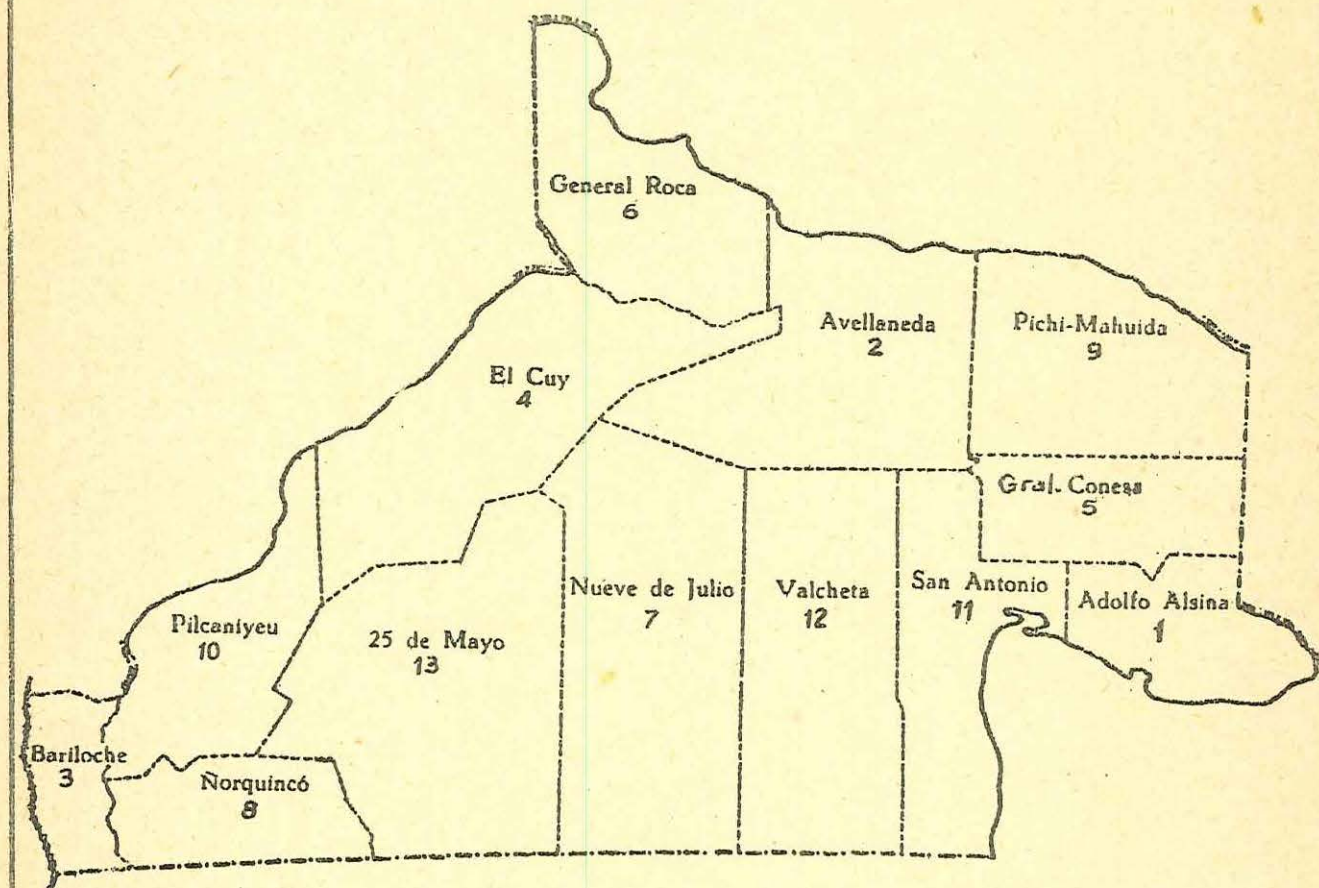 General Roca
6
Avellaneda
2
Pichi-Mahuida
9
El Cuy
4
Gral. Conesa
5
Nueve de Julio
7
Valcheta
12
San Antonio
11
Adolfo Alsina
1
Pilcaniyeu
10
25 de Mayo
13
Bariloche
3
Ñorquincó
8